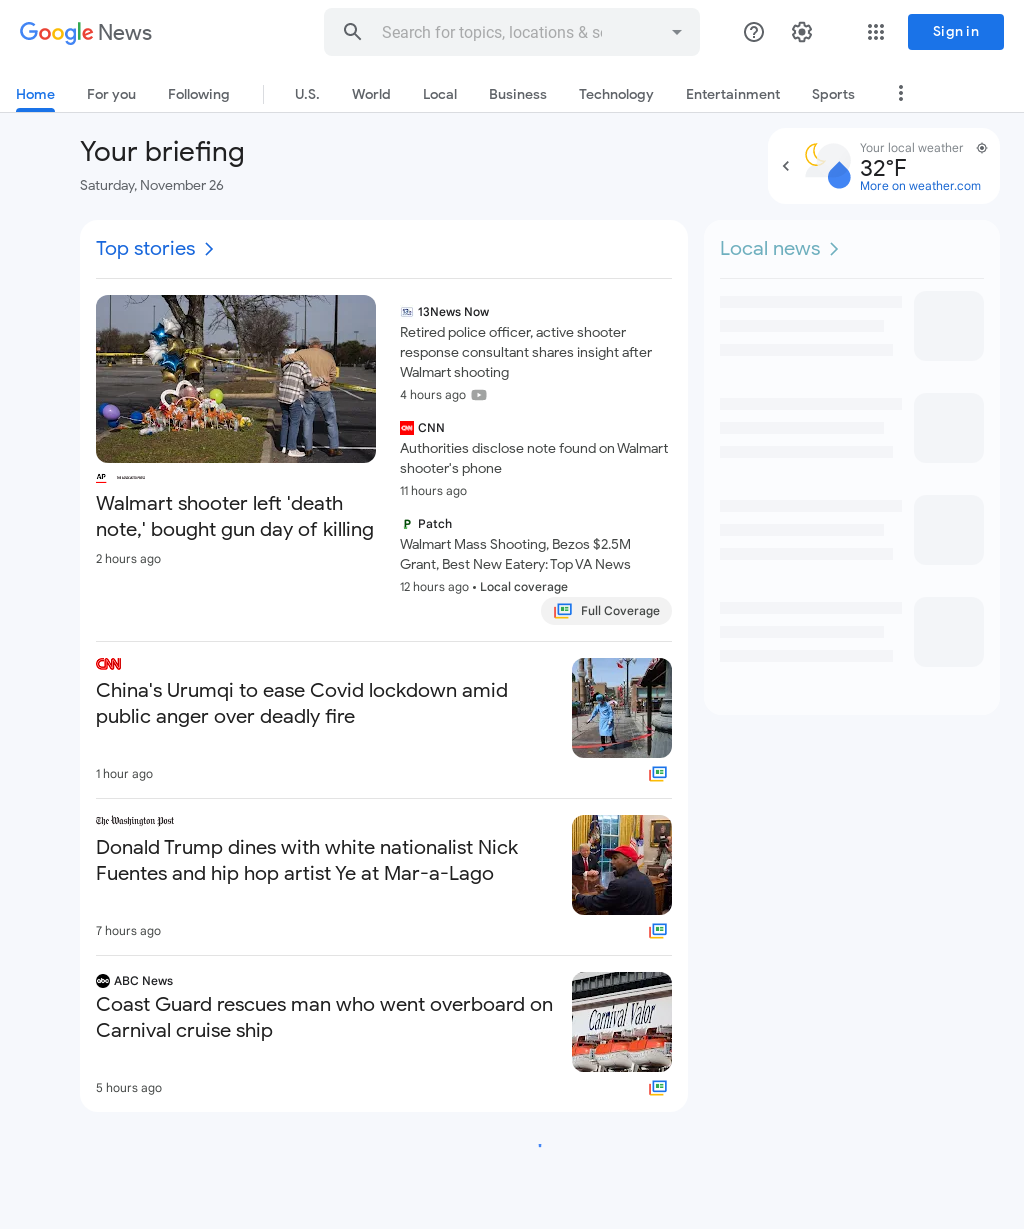 Google News
Search for topics, locations & so
Sign in
Home For you Following U.S. World Local Business Technology Entertainment Sports
Your briefing
Saturday, November 26
Your local weather
32°F
More on weather.com
Top stories
AP
Walmart shooter left 'death
note,' bought gun day of killing
2 hours ago
13News Now
Retired police officer, active shooter
response consultant shares insight after
Walmart shooting
4 hours ago
CNN
Authorities disclose note found on Walmart
shooter's phone
11 hours ago
Patch
Walmart Mass Shooting, Bezos $2.5M
Grant, Best New Eatery: Top VA News
12 hours ago • Local coverage
Full Coverage
CNN
China's Urumqi to ease Covid lockdown amid
public anger over deadly fire
1 hour ago
The Washington Post
Donald Trump dines with white nationalist Nick
Fuentes and hip hop artist Ye at Mar-a-Lago
7 hours ago
abc ABC News
Coast Guard rescues man who went overboard on
Carnival cruise ship
Carnival Valor
5 hours ago
Local news